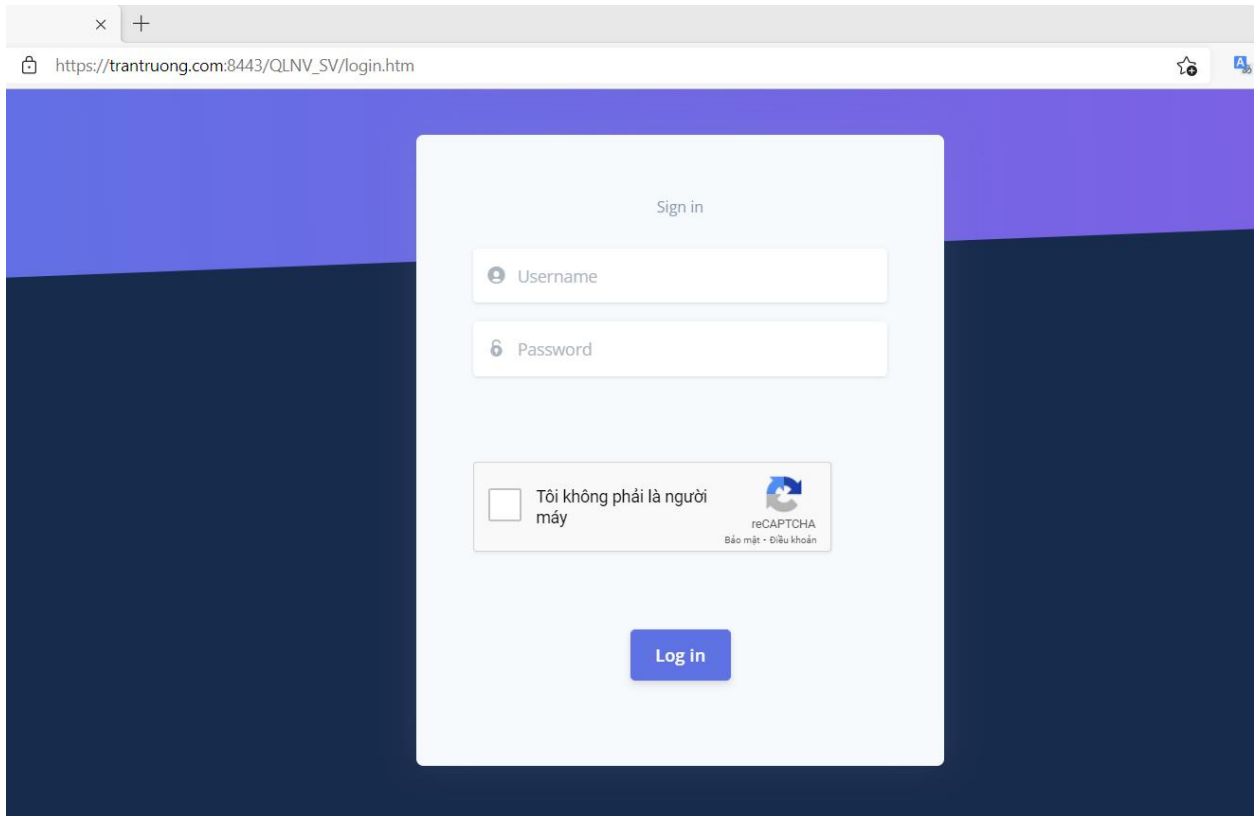 https://trantruong.com:8443/QLNV_SV/login.htm
Sign in
Username
Password
Tôi không phải là người
máy
reCAPTCHA
Bảo mật - Điều khoản
Log in